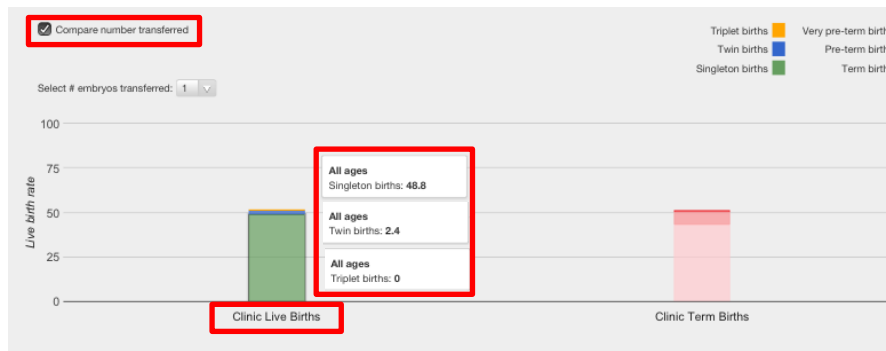 Compare number transferred
Triplet births
Very pre-term birt
Twin births
Pre-term birt
Singleton births
Term birt
Select # embryos transferred: 1
100
75
50
25
0
Live birth rate
All ages
Singleton births: 48.8
All ages
Twin births: 2.4
All ages
Triplet births: 0
Clinic Live Births
Clinic Term Births